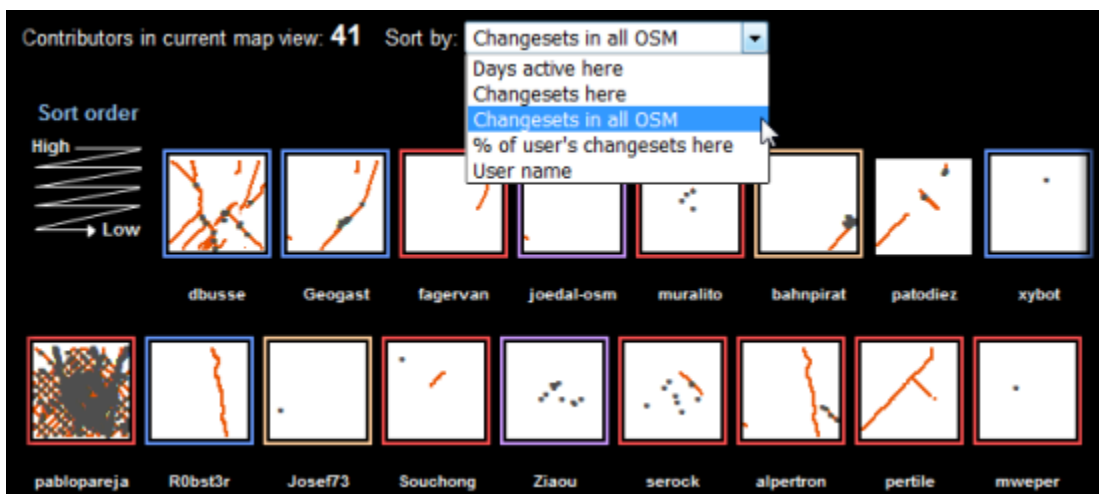 Contributors in current map view: 41 Sort by: Changesets in all OSM
Days active here
Changesets here
Changesets in all OSM
% of user's changesets here
User name
Sort order
High
Low
dbusse Geogast fagervan joedal-osm muralito bahnpirat patodiez xybot
pablopareja R0bst3r Josef73 Souchong Ziaou serock alpertron pertile mweper